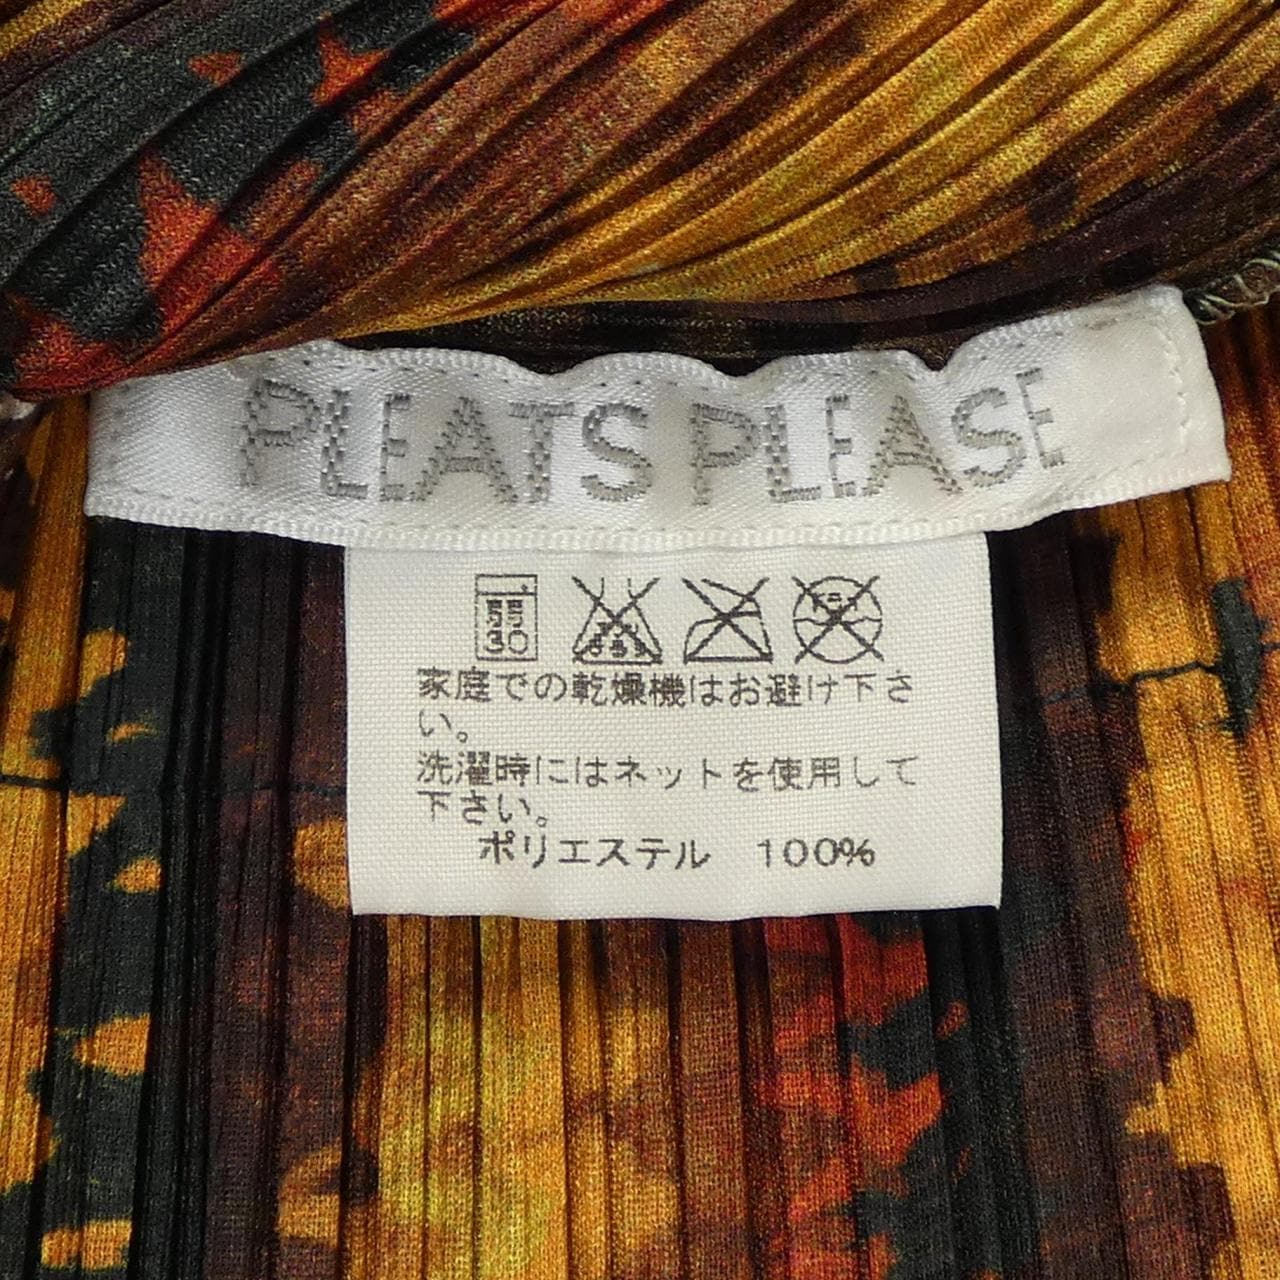 PLEATS PLEASE
弱 30
家庭での乾燥機はお避け下さ
い。
洗濯時にはネットを使用して
下さい。
ポリエステル 100%